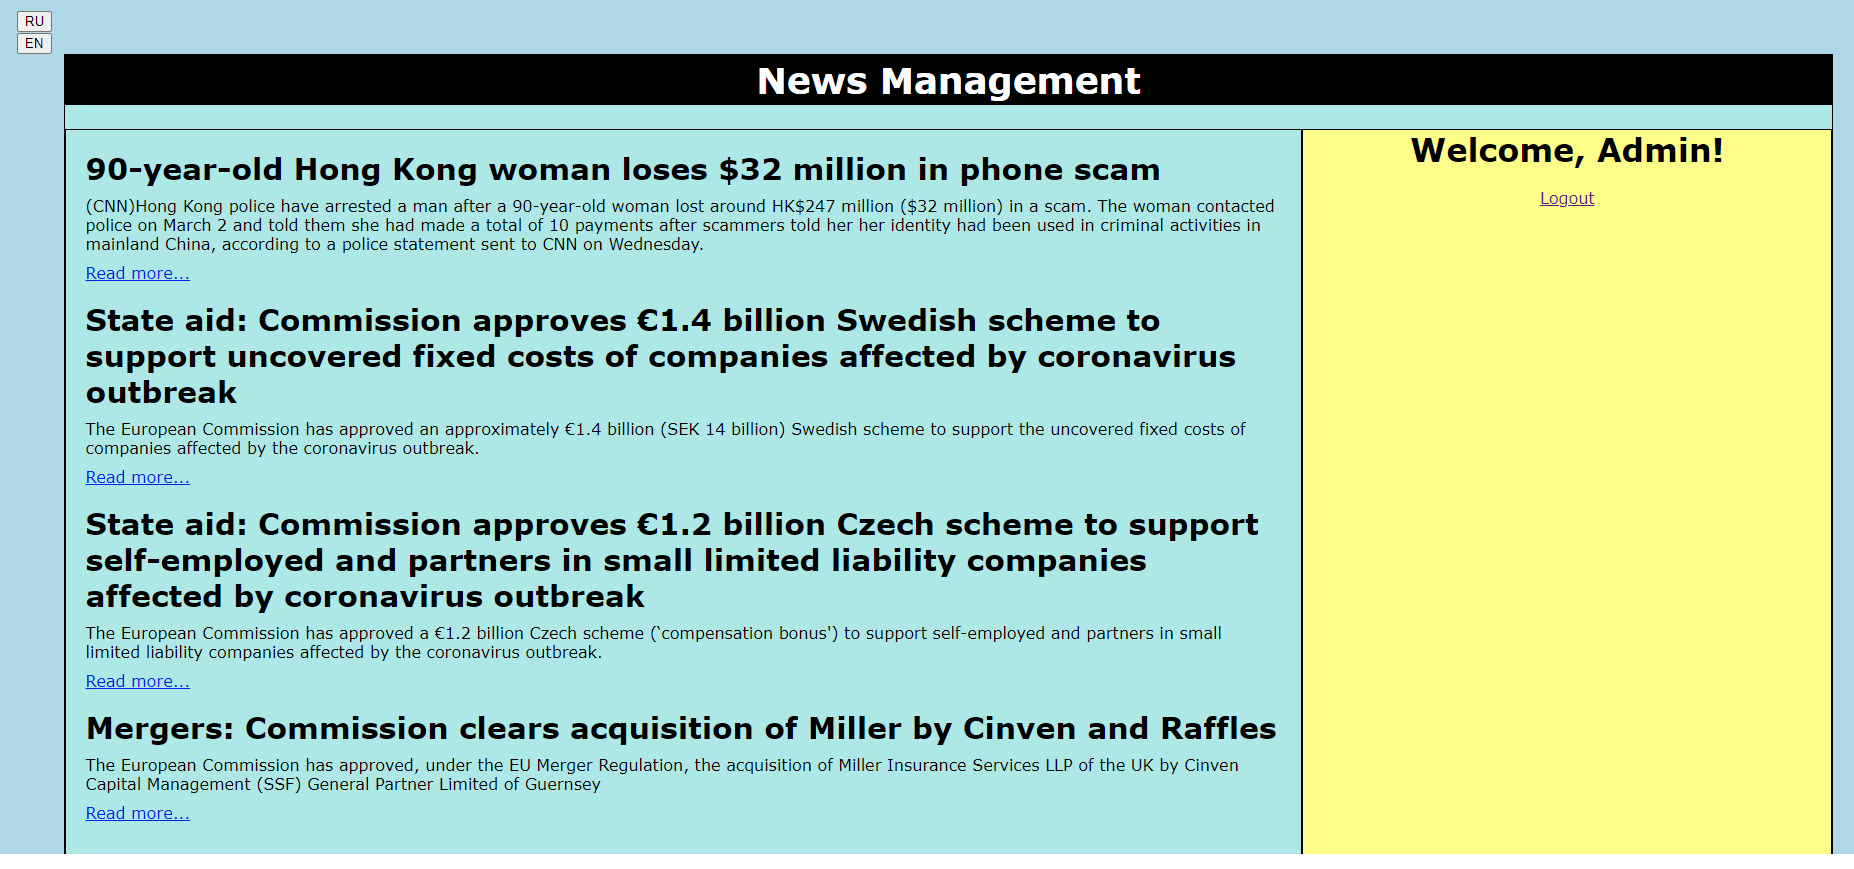 RU
EN
News Management
90-year-old Hong Kong woman loses $32 million in phone scam
(CNN)Hong Kong police have arrested a man after a 90-year-old woman lost around HK$247 million ($32 million) in a scam. The woman contacted
police on March 2 and told them she had made a total of 10 payments after scammers told her her identity had been used in criminal activities in
mainland China, according to a police statement sent to CNN on Wednesday.
Read more...
State aid: Commission approves €1.4 billion Swedish scheme to
support uncovered fixed costs of companies affected by coronavirus
outbreak
The European Commission has approved an approximately €1.4 billion (SEK 14 billion) Swedish scheme to support the uncovered fixed costs of
companies affected by the coronavirus outbreak.
Read more...
State aid: Commission approves €1.2 billion Czech scheme to support
self-employed and partners in small limited liability companies
affected by coronavirus outbreak
The European Commission has approved a €1.2 billion Czech scheme (‛compensation bonus') to support self-employed and partners in small
limited liability companies affected by the coronavirus outbreak.
Read more...
Mergers: Commission clears acquisition of Miller by Cinven and Raffles
The European Commission has approved, under the EU Merger Regulation, the acquisition of Miller Insurance Services LLP of the UK by Cinven
Capital Management (SSF) General Partner Limited of Guernsey
Read more...
Welcome, Admin!
Logout